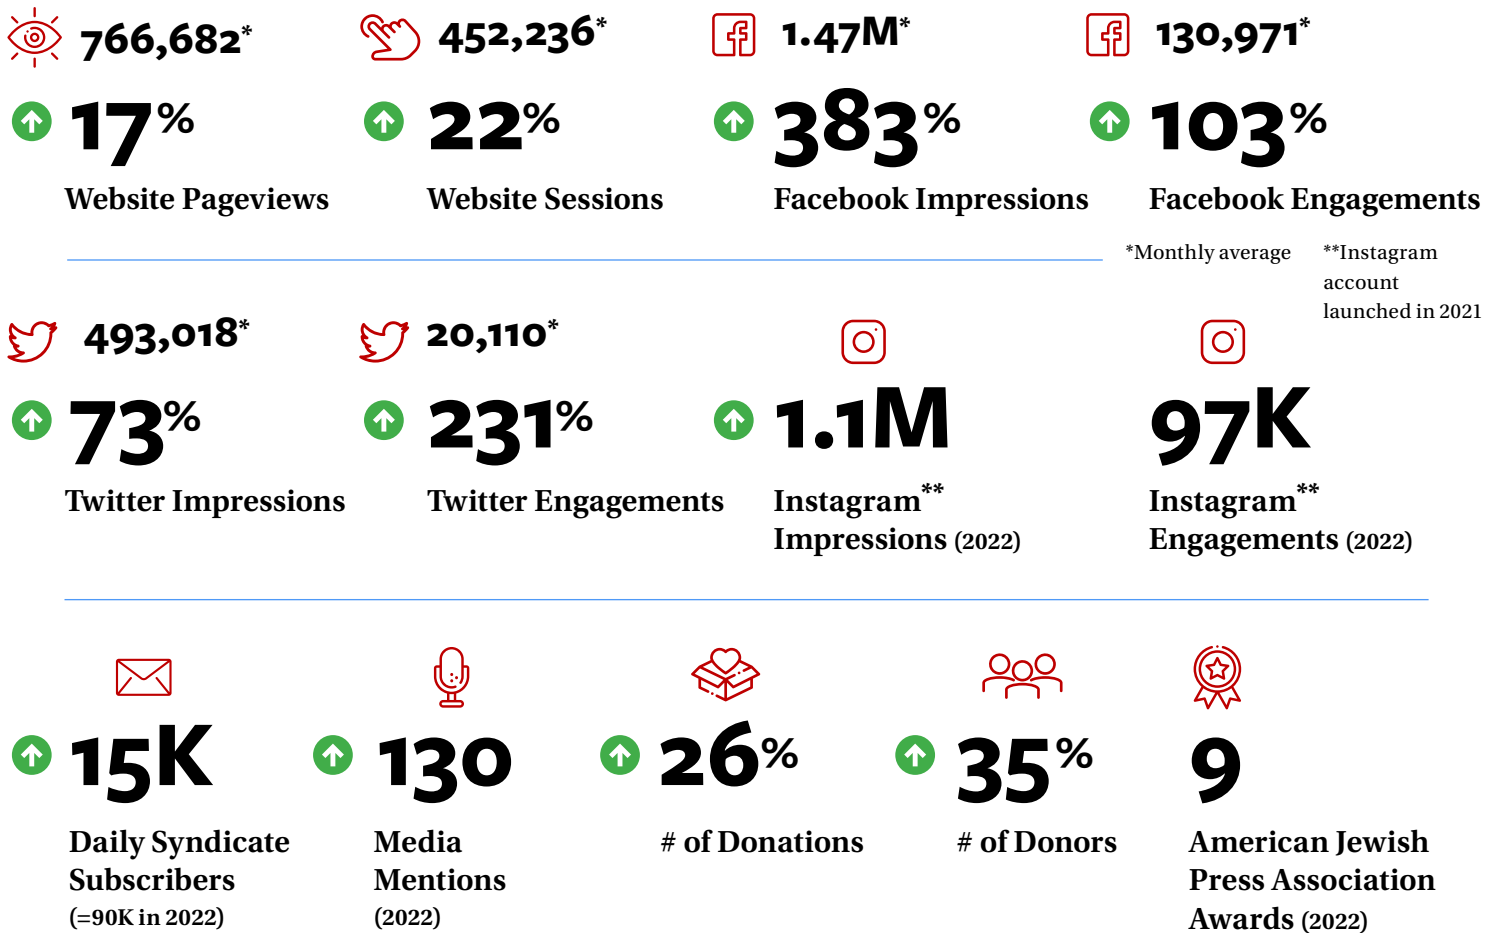 766,682*
17%
Website Pageviews
452,236*
22%
Website Sessions
1.47M*
383%
Facebook Impressions
130,971*
103%
Facebook Engagements
*Monthly average
**Instagram
account
launched in 2021
493,018*
73%
Twitter Impressions
20,110*
231%
Twitter Engagements
1.1M
Instagram**
Impressions (2022)
97K
Instagram**
Engagements (2022)
15K
Daily Syndicate
Subscribers
(=90K in 2022)
130
Media
Mentions
(2022)
26%
# of Donations
35%
# of Donors
9
American Jewish
Press Association
Awards (2022)